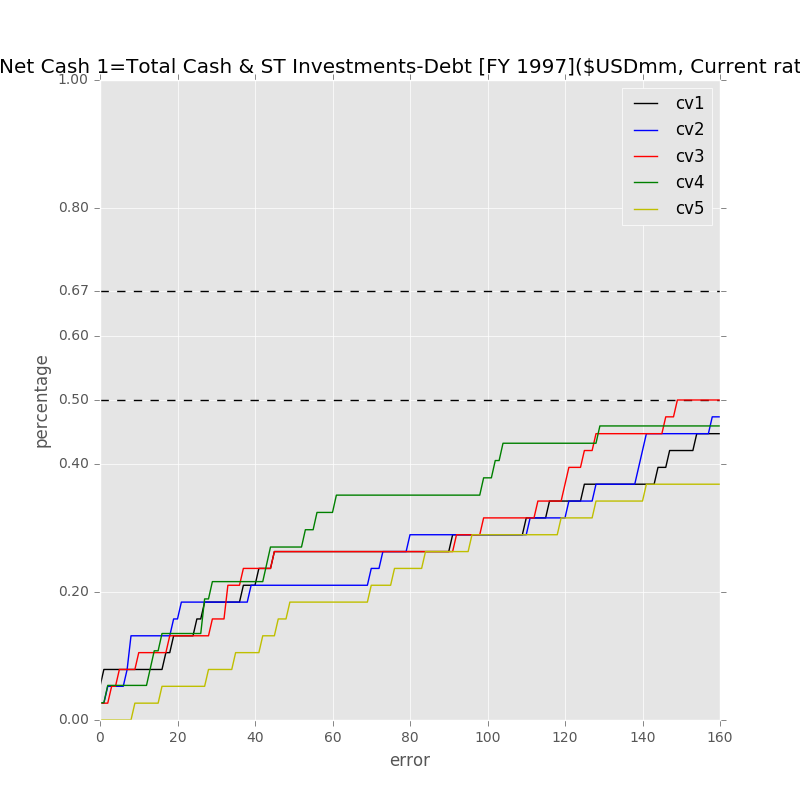 Net Cash 1=Total Cash & ST Investments-Debt [FY 1997]($USDmm, Current rat
1.00
0.80
0.67
0.60
0.50
0.40
0.20
0.00
percentage
0 20 40 60 80 100 120 140 160
error
cv1
cv2
cv3
cv4
cv5